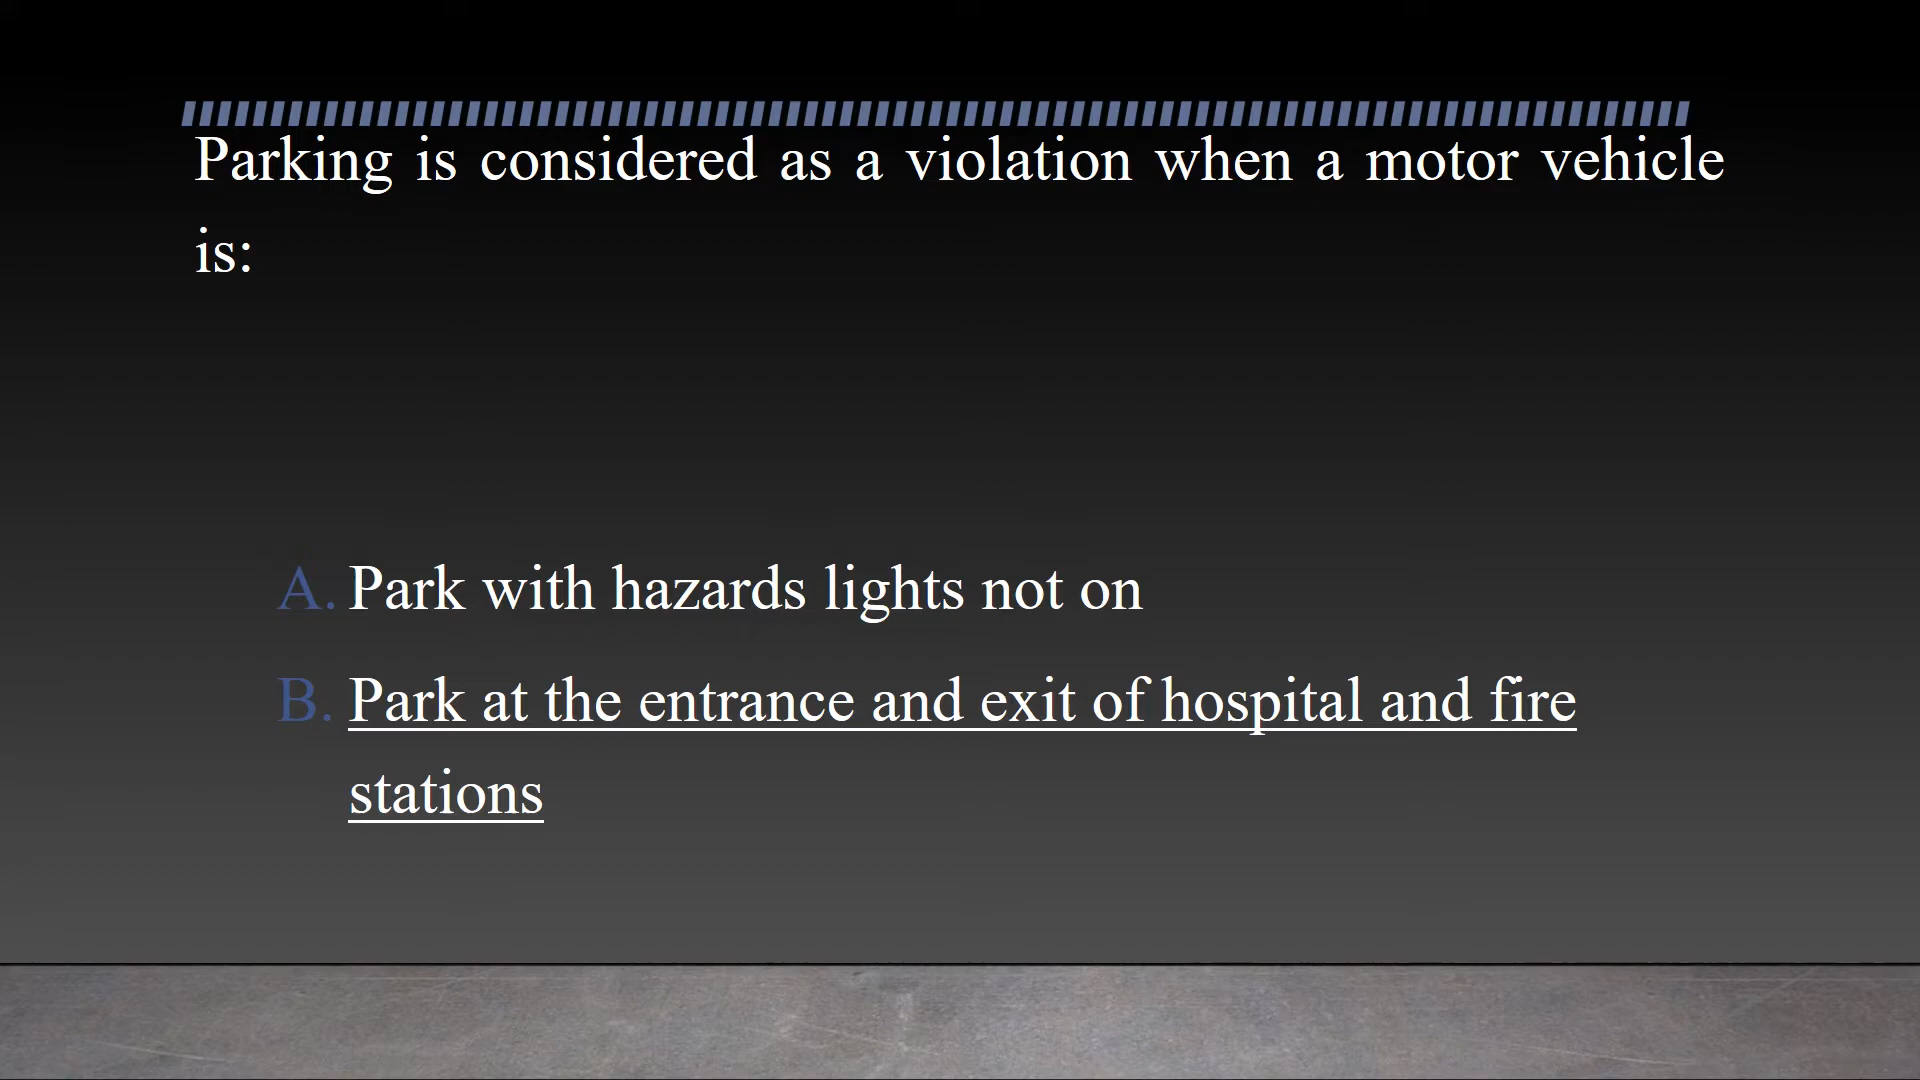 Parking is considered as a violation when a motor vehicle
is:
A. Park with hazards lights not on
B. Park at the entrance and exit of hospital and fire
stations